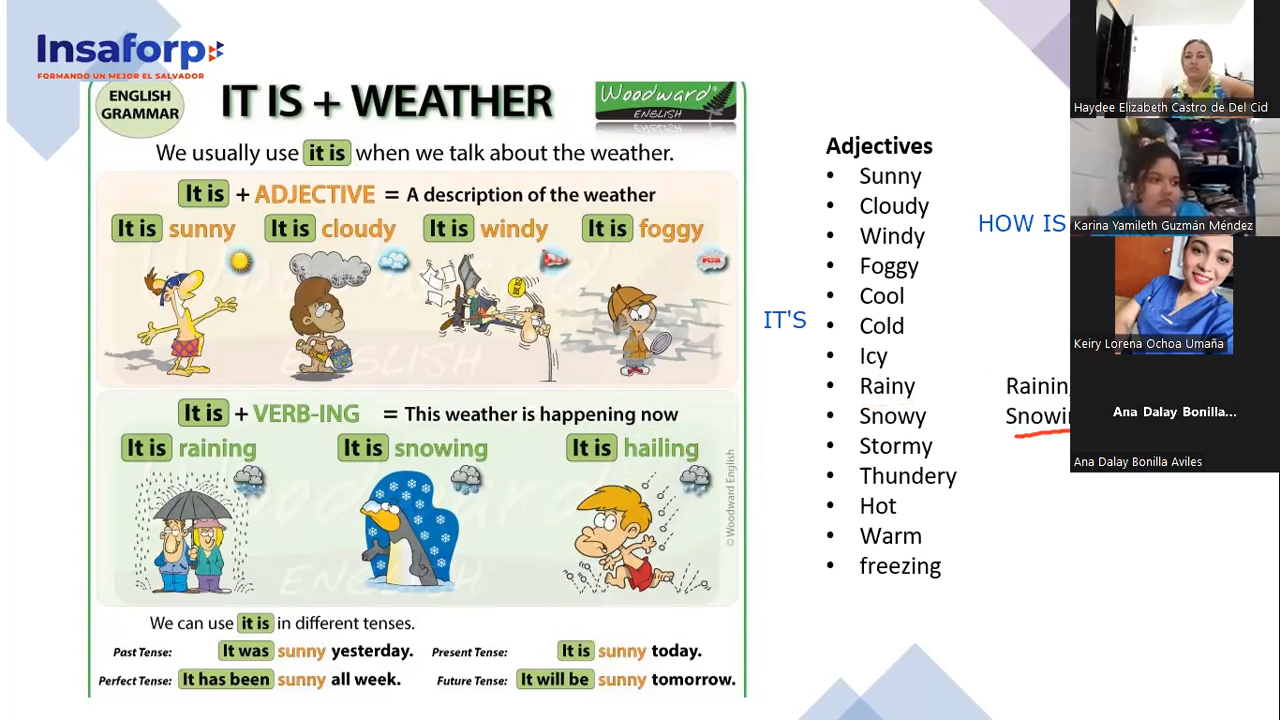 Insaforp
FORMANDO UN MEJOR EL SALVADOR
ENGLISH GRAMMAR
IT IS + WEATHER
Woodward®
ENGLISH
We usually use it is when we talk about the weather.
It is + ADJECTIVE = A description of the weather
It is sunny It is cloudy It is windy It is foggy
BUS
FOG
It is + VERB-ING = This weather is happening now
It is raining It is snowing It is hailing
© Woodward English
ENGLISH
We can use it is in different tenses.
Past Tense: It was sunny yesterday. Present Tense: It is sunny today.
Perfect Tense: It has been sunny all week. Future Tense: It will be sunny tomorrow.
IT'S
Adjectives
• Sunny
• Cloudy
• Windy
• Foggy
• Cool
• Cold
• Icy
• Rainy
• Snowy
• Stormy
• Thundery
• Hot
• Warm
• freezing
HOW IS
Haydee Elizabeth Castro de Del Cid
Karina Yamileth Guzmán Méndez
Keiry Lorena Ochoa Umaña
Ana Dalay Bonilla...
Ana Dalay Bonilla Aviles